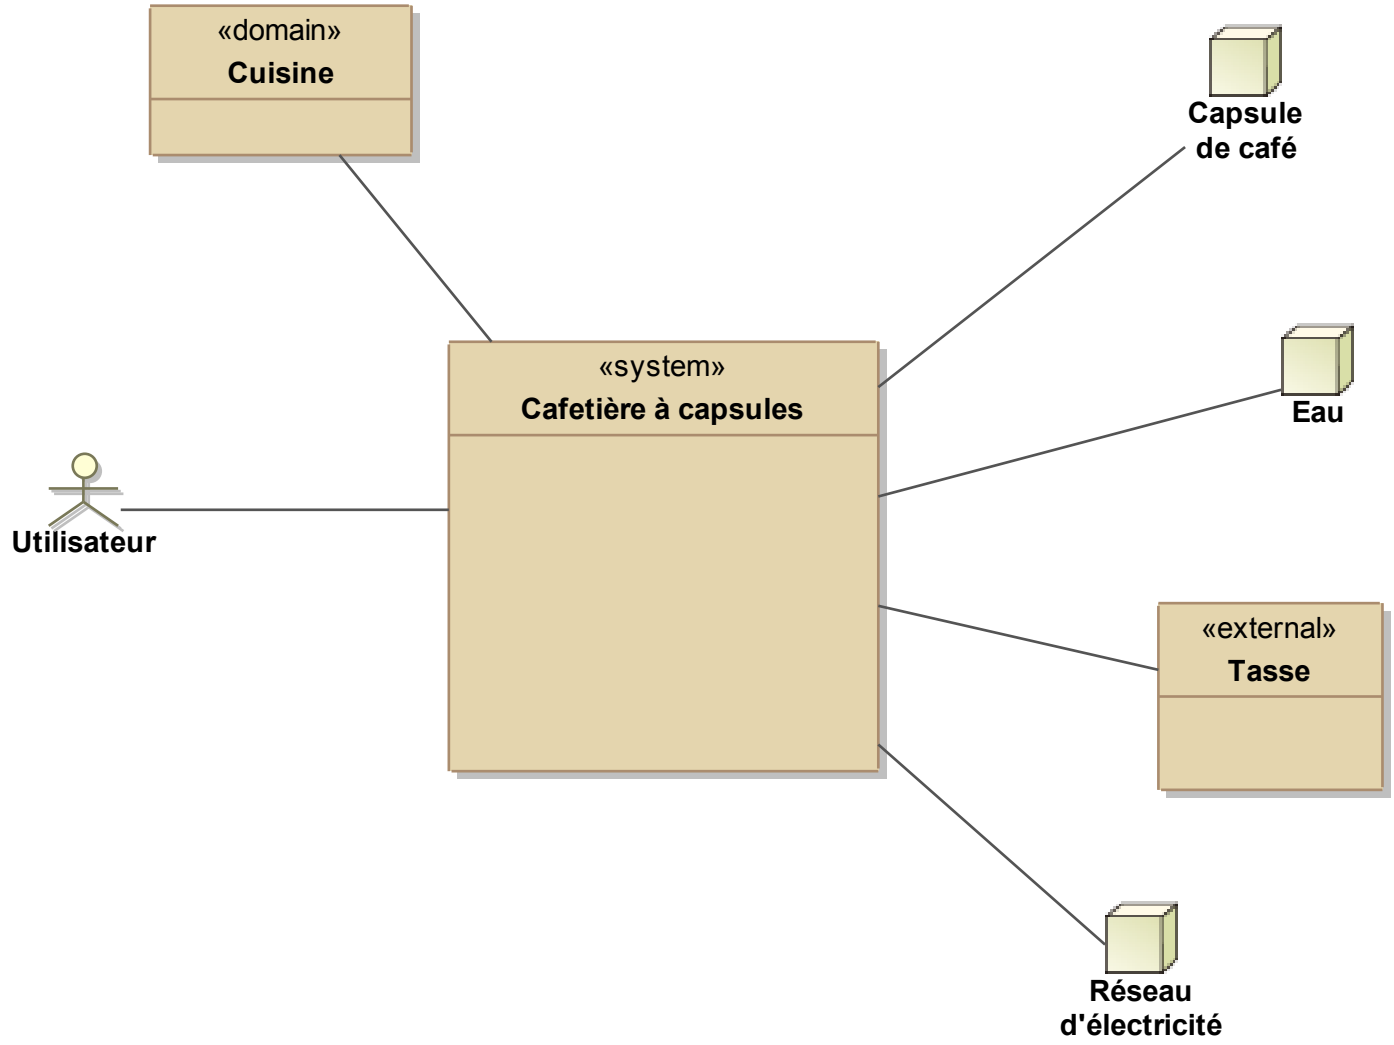 «domain»
Cuisine
Capsule
de café
«system»
Cafetière à capsules
Eau
Utilisateur
«external»
Tasse
Réseau
d'électricité